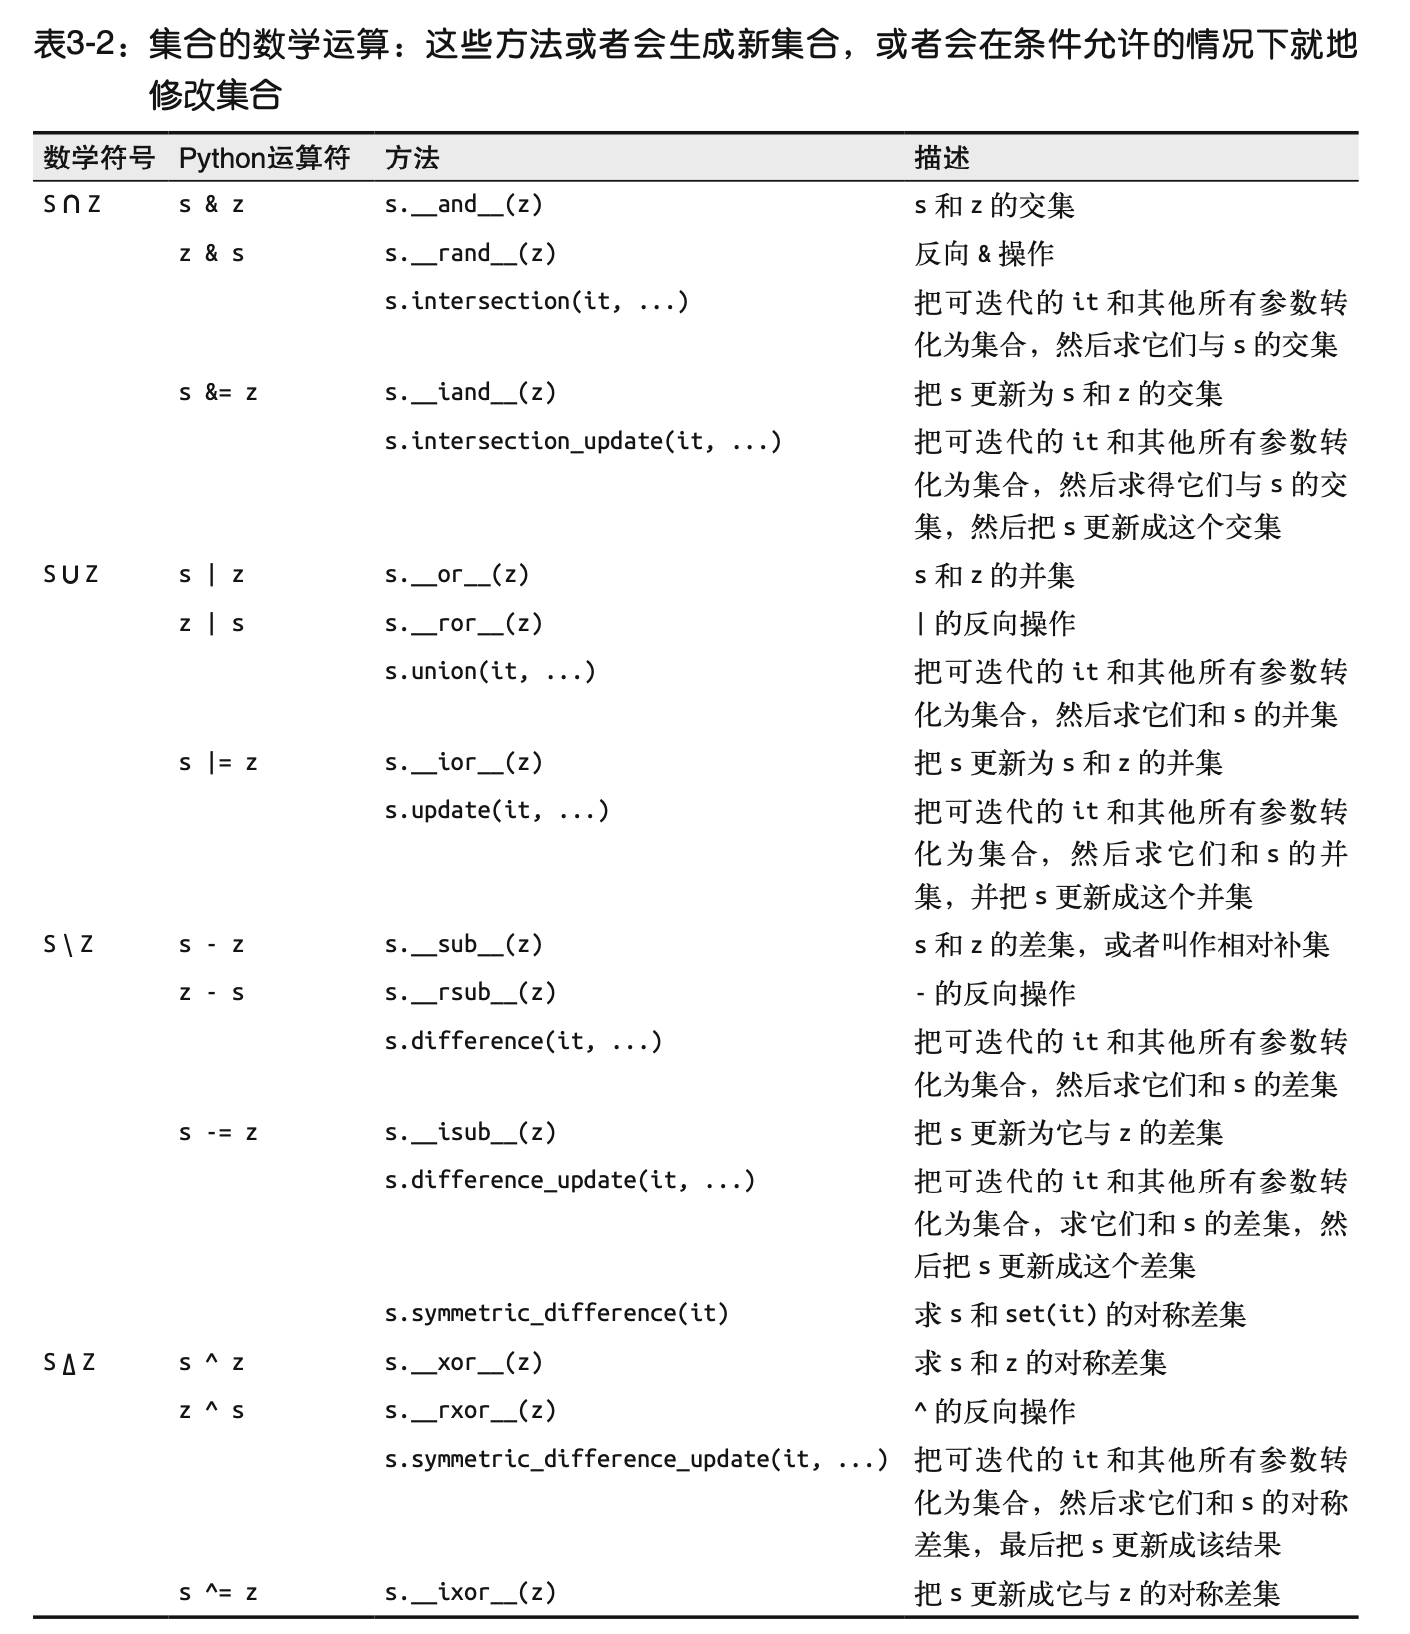 表3-2：集合的数学运算：这些方法或者会生成新集合，或者会在条件允许的情况下就地
修改集合
数学符号 Python运算符 方法 描述
S ∩ Z s & z s.__and__(z) s 和 z 的交集
z & s s.__rand__(z) 反向 & 操作
s.intersection(it, ...) 把可迭代的 it 和其他所有参数转
化为集合，然后求它们与 s 的交集
s &= z s.__iand__(z) 把 s 更新为 s 和 z 的交集
s.intersection_update(it, ...) 把可迭代的 it 和其他所有参数转
化为集合，然后求得它们与 s 的交
集，然后把 s 更新成这个交集
S ∪ Z s | z s.__or__(z) s 和 z 的并集
z | s s.__ror__(z) | 的反向操作
s.union(it, ...) 把可迭代的 it 和其他所有参数转
化为集合，然后求它们和 s 的并集
s |= z s.__ior__(z) 把 s 更新为 s 和 z 的并集
s.update(it, ...) 把可迭代的 it 和其他所有参数转
化为集合，然后求它们和 s 的并
集，并把 s 更新成这个并集
S \ Z s - z s.__sub__(z) s 和 z 的差集，或者叫作相对补集
z - s s.__rsub__(z) - 的反向操作
s.difference(it, ...) 把可迭代的 it 和其他所有参数转
化为集合，然后求它们和 s 的差集
s -= z s.__isub__(z) 把 s 更新为它与 z 的差集
s.difference_update(it, ...) 把可迭代的 it 和其他所有参数转
化为集合，求它们和 s 的差集，然
后把 s 更新成这个差集
s.symmetric_difference(it) 求 s 和 set(it) 的对称差集
S ∆ Z s ^ z s.__xor__(z) 求 s 和 z 的对称差集
z ^ s s.__rxor__(z) ^ 的反向操作
s.symmetric_difference_update(it, ...) 把可迭代的 it 和其他所有参数转
化为集合，然后求它们和 s 的对称
差集，最后把 s 更新成该结果
s ^= z s.__ixor__(z) 把 s 更新成它与 z 的对称差集